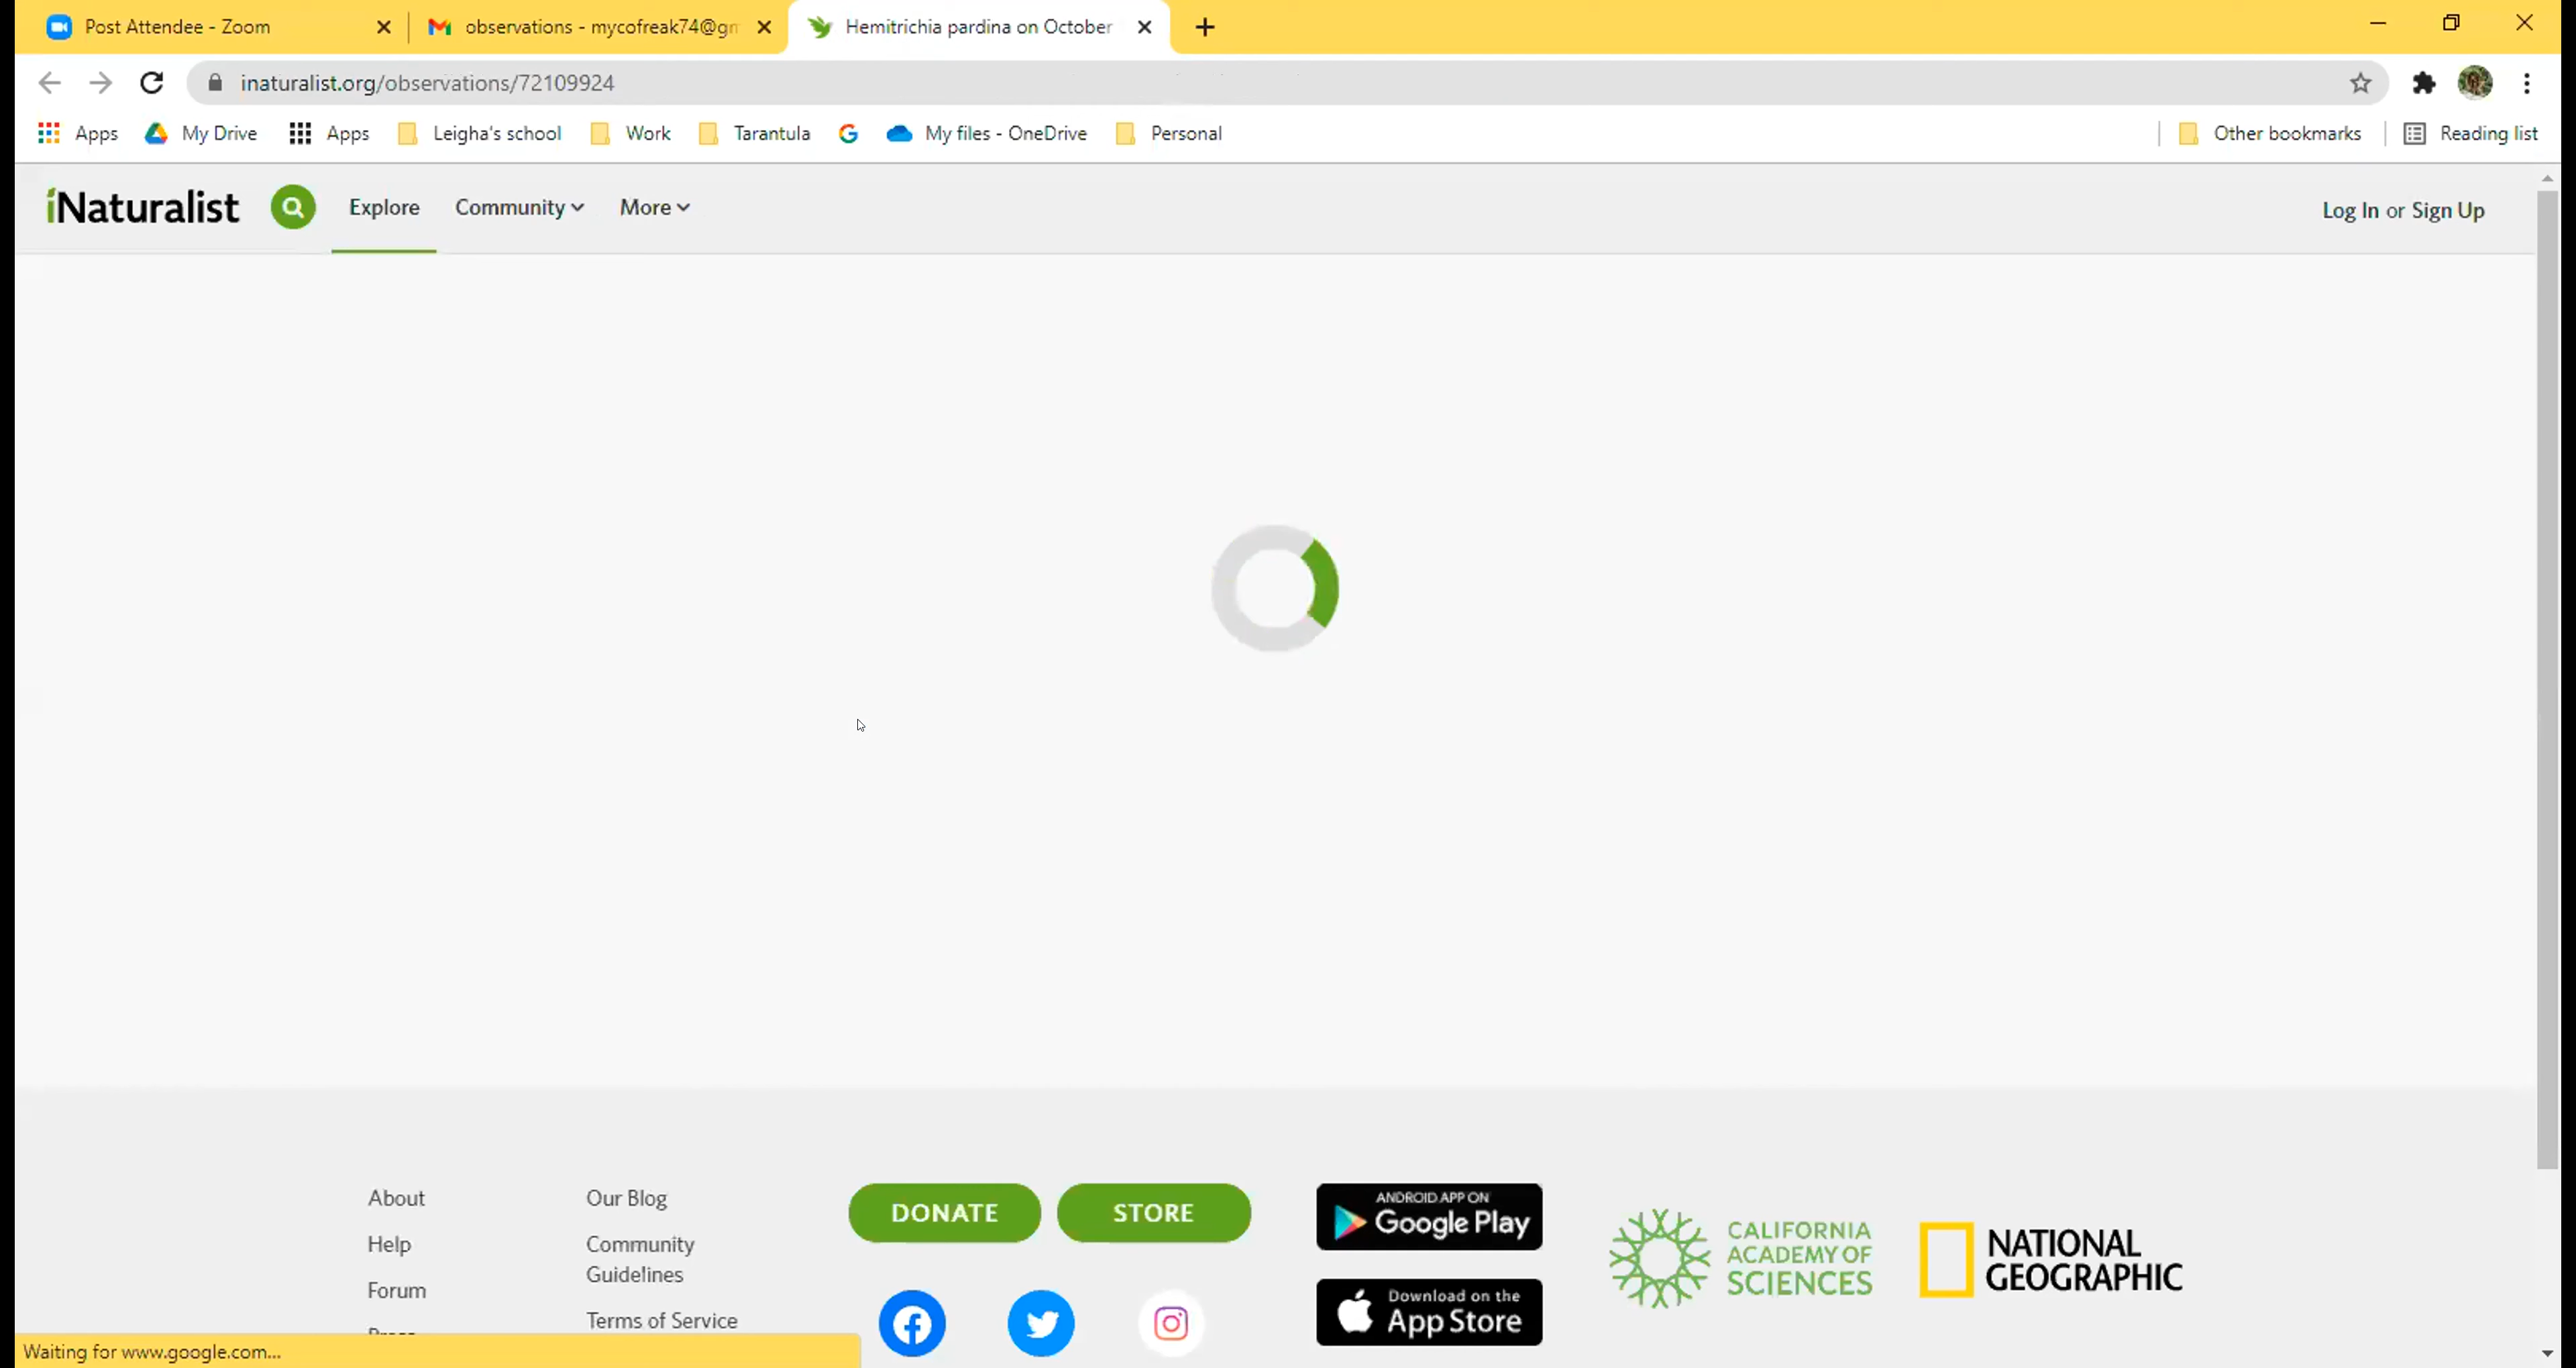 Post Attendee - Zoom
observations - mycofreak74@gm
Hemitrichia pardina on October
inaturalist.org/observations/72109924
Apps My Drive Apps Leigha's school Work Tarantula My files - OneDrive Personal Other bookmarks Reading list
iNaturalist Explore Community More Log In or Sign Up
About
Help
Forum
Our Blog
Community
Guidelines
Terms of Service
DONATE STORE
ANDROID APP ON
Google Play
Download on the
App Store
CALIFORNIA
ACADEMY OF
SCIENCES
NATIONAL
GEOGRAPHIC
Waiting for www.google.com...